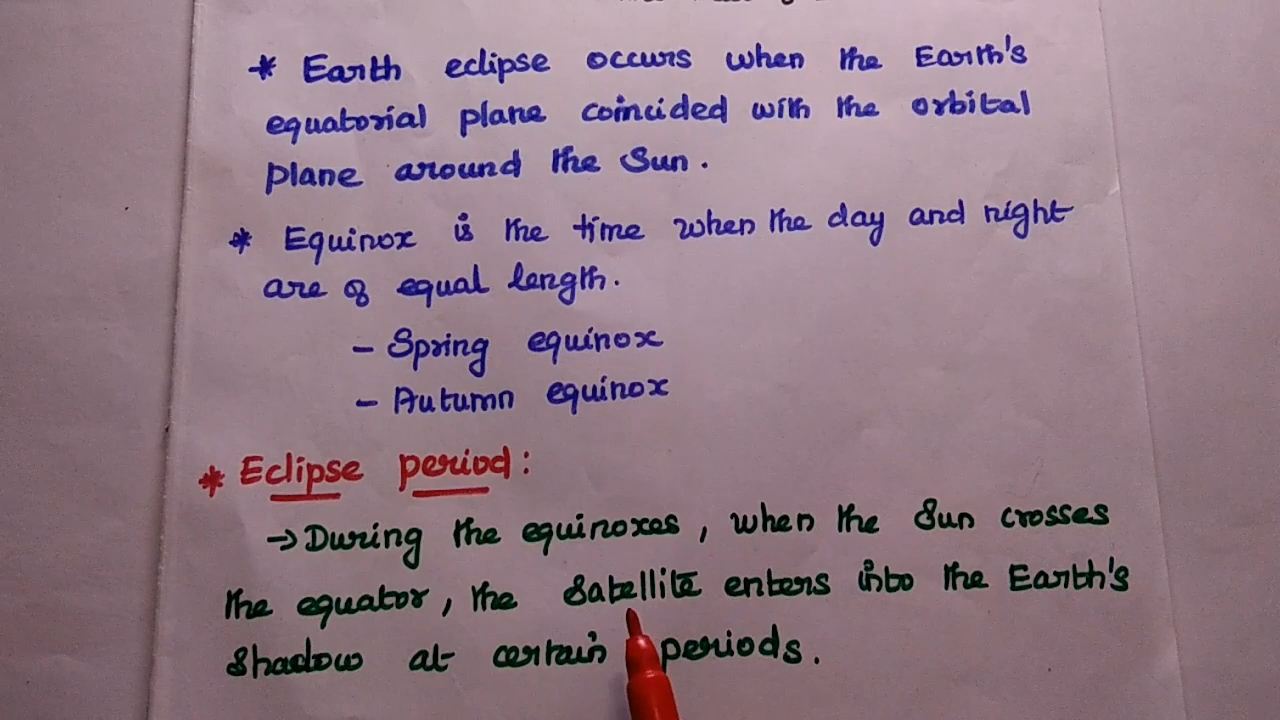 * Earth eclipse occurs when the Earth's
equatorial plane coincided with the orbital
plane around the Sun.
* Equinox is the time when the day and night
are of equal length.
- Spring equinox
- Autumn equinox
* Eclipse period:
→ During the equinoxes, when the Sun crosses
the equator, the satellite enters into the Earth's
shadow at certain periods.